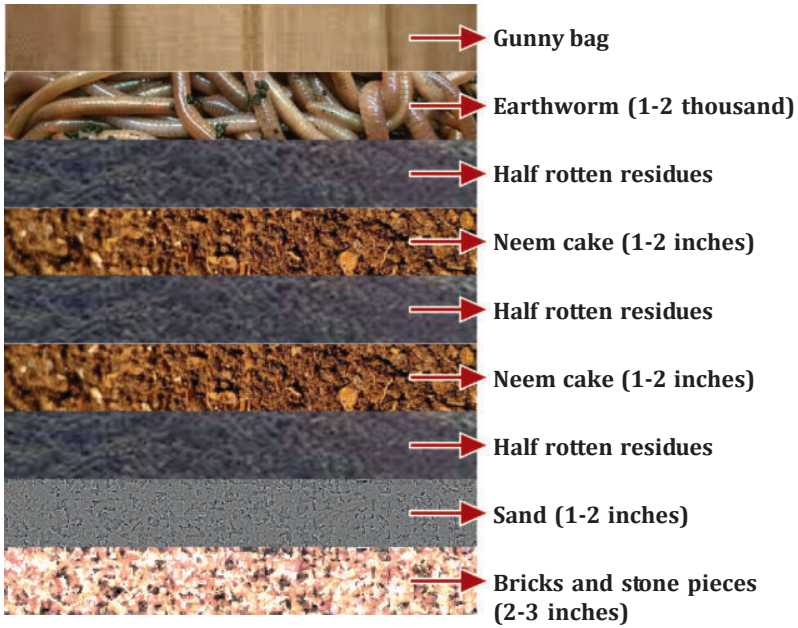 Gunny bag
Earthworm (1-2 thousand)
Half rotten residues
Neem cake (1-2 inches)
Half rotten residues
Neem cake (1-2 inches)
Half rotten residues
Sand (1-2 inches)
Bricks and stone pieces
(2-3 inches)